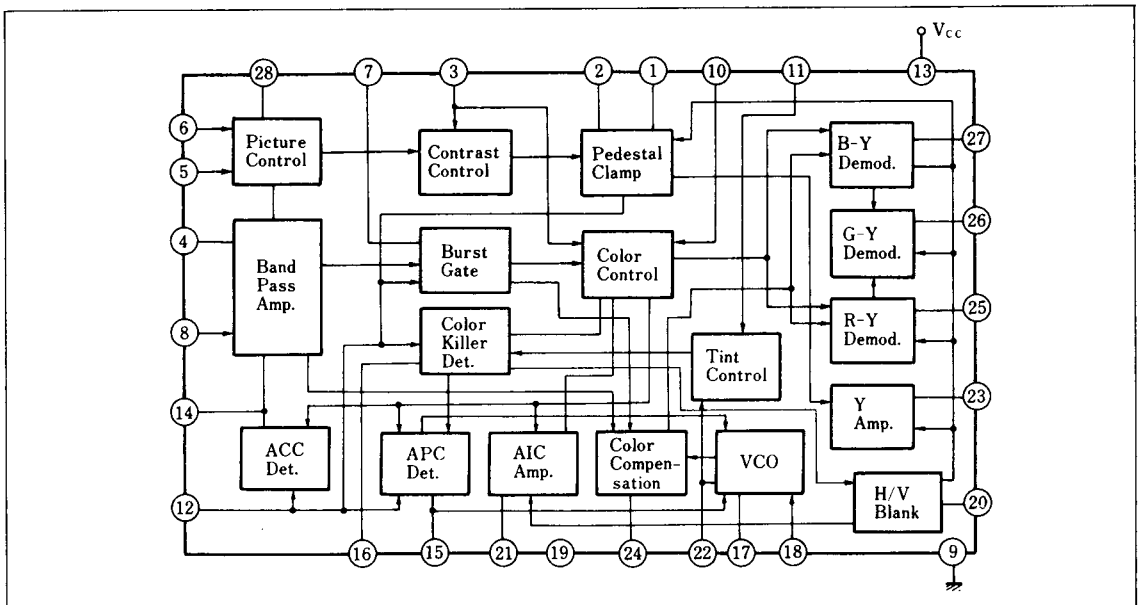 Vcc
28
7
3
2
1
10
11
13
6
5
4
8
14
12
Picture
Control
Contrast
Control
Pedestal
Clamp
B-Y
Demod.
27
Band
Pass
Amp.
Burst
Gate
Color
Control
G-Y
Demod.
26
Color
Killer
Det.
Tint
Control
R-Y
Demod.
25
Y
Amp.
23
ACC
Det.
APC
Det.
AIC
Amp.
Color
Compen-
sation
VCO
H/V
Blank
20
16
15
21
19
24
22
17
18
9